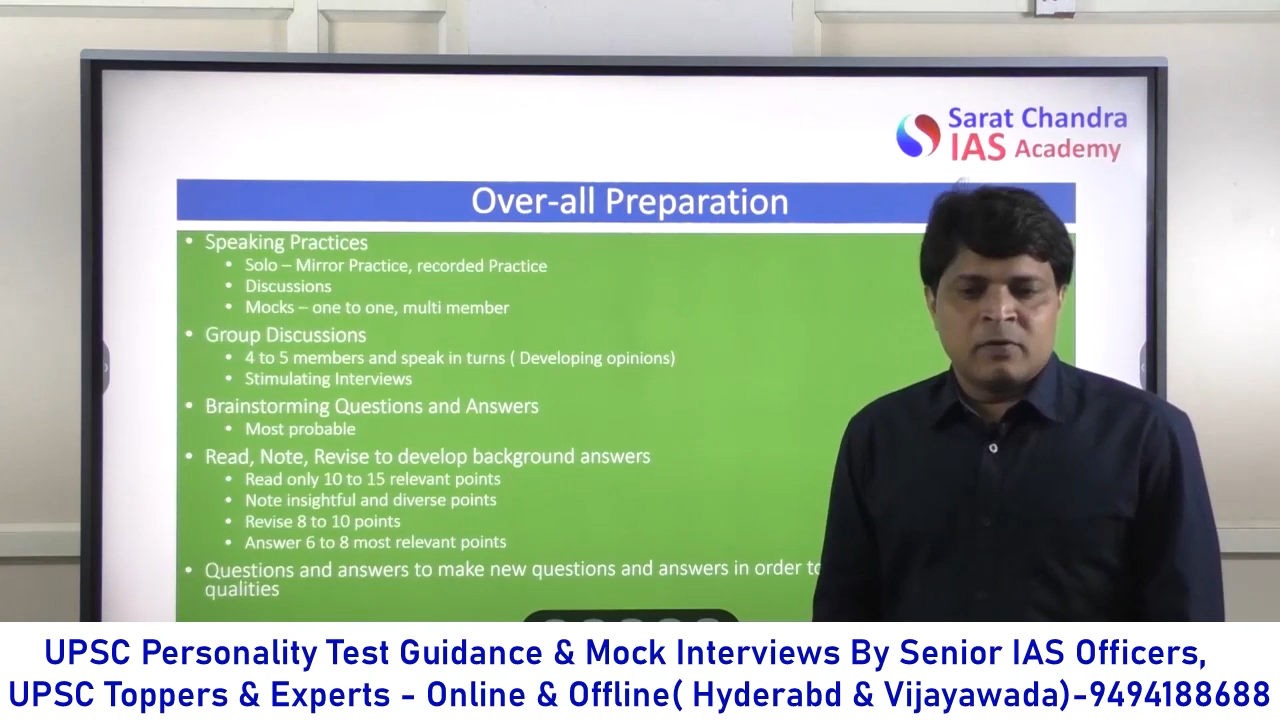 Sarat Chandra
IAS Academy
Over-all Preparation
• Speaking Practices
• Solo – Mirror Practice, recorded Practice
• Discussions
• Mocks – one to one, multi member
• Group Discussions
• 4 to 5 members and speak in turns ( Developing opinions)
• Stimulating Interviews
• Brainstorming Questions and Answers
• Most probable
• Read, Note, Revise to develop background answers
• Read only 10 to 15 relevant points
• Note insightful and diverse points
• Revise 8 to 10 points
• Answer 6 to 8 most relevant points
• Questions and answers to make new questions and answers in order to
qualities
UPSC Personality Test Guidance & Mock Interviews By Senior IAS Officers,
UPSC Toppers & Experts - Online & Offline( Hyderabd & Vijayawada)-9494188688